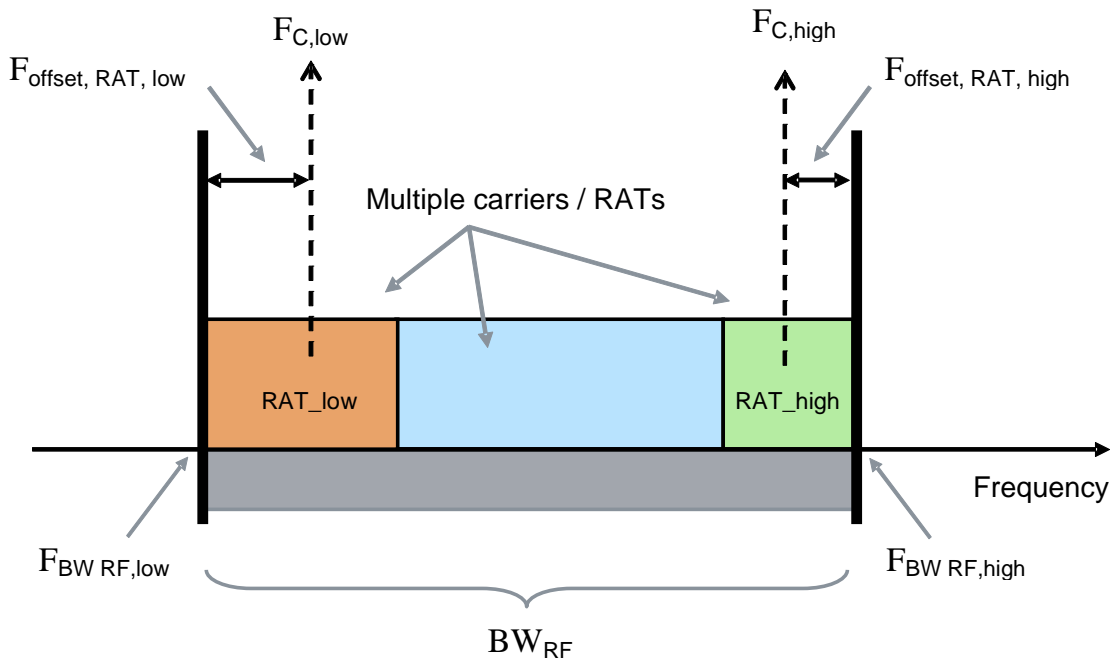 F_C,low
F_C,high
F_offset, RAT, low
F_offset, RAT, high
Multiple carriers / RATs
RAT_low
RAT_high
Frequency
F_BW RF,low
F_BW RF,high
BW_RF